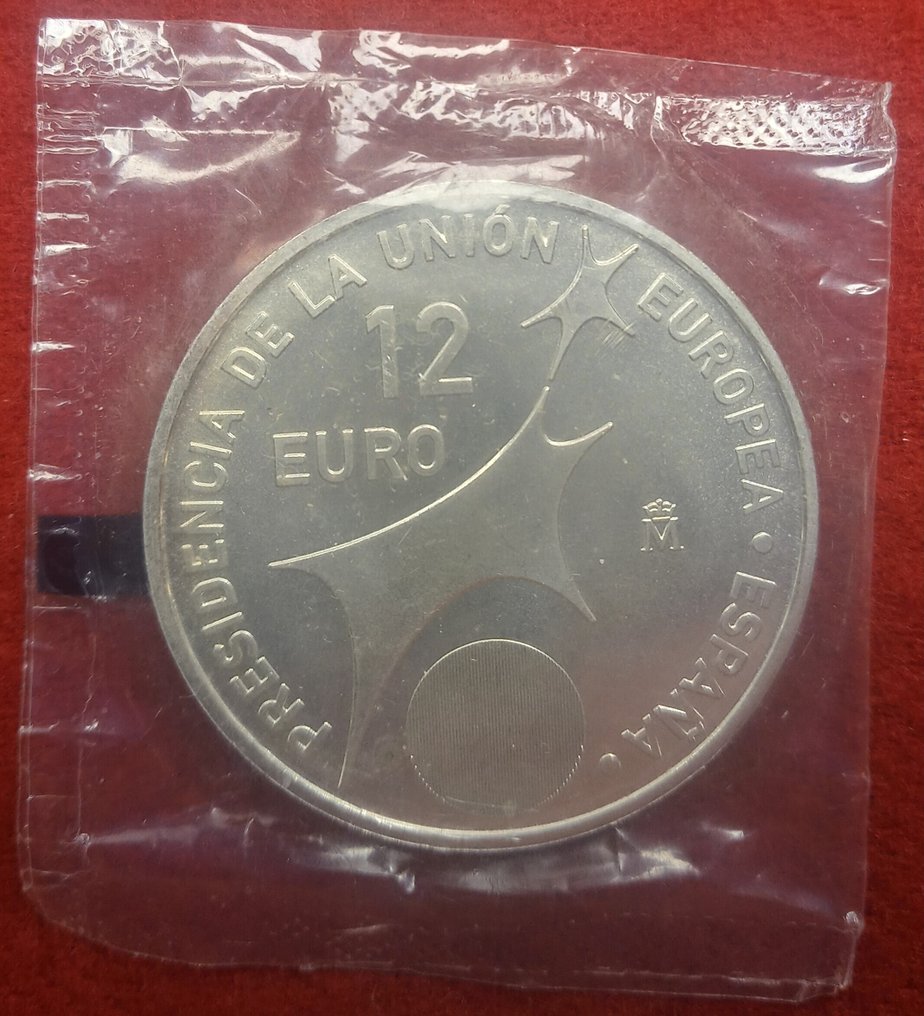 PRESIDENCIA DE LA UNIÓN EUROPEA • ESPAÑA •
12
EURO
M